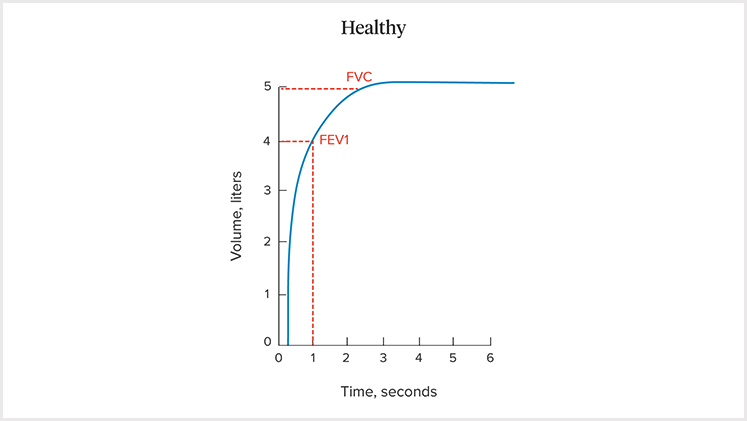 Healthy
FVC
5
4
FEV1
3
Volume, liters
2
1
0
0 1 2 3 4 5 6
Time, seconds